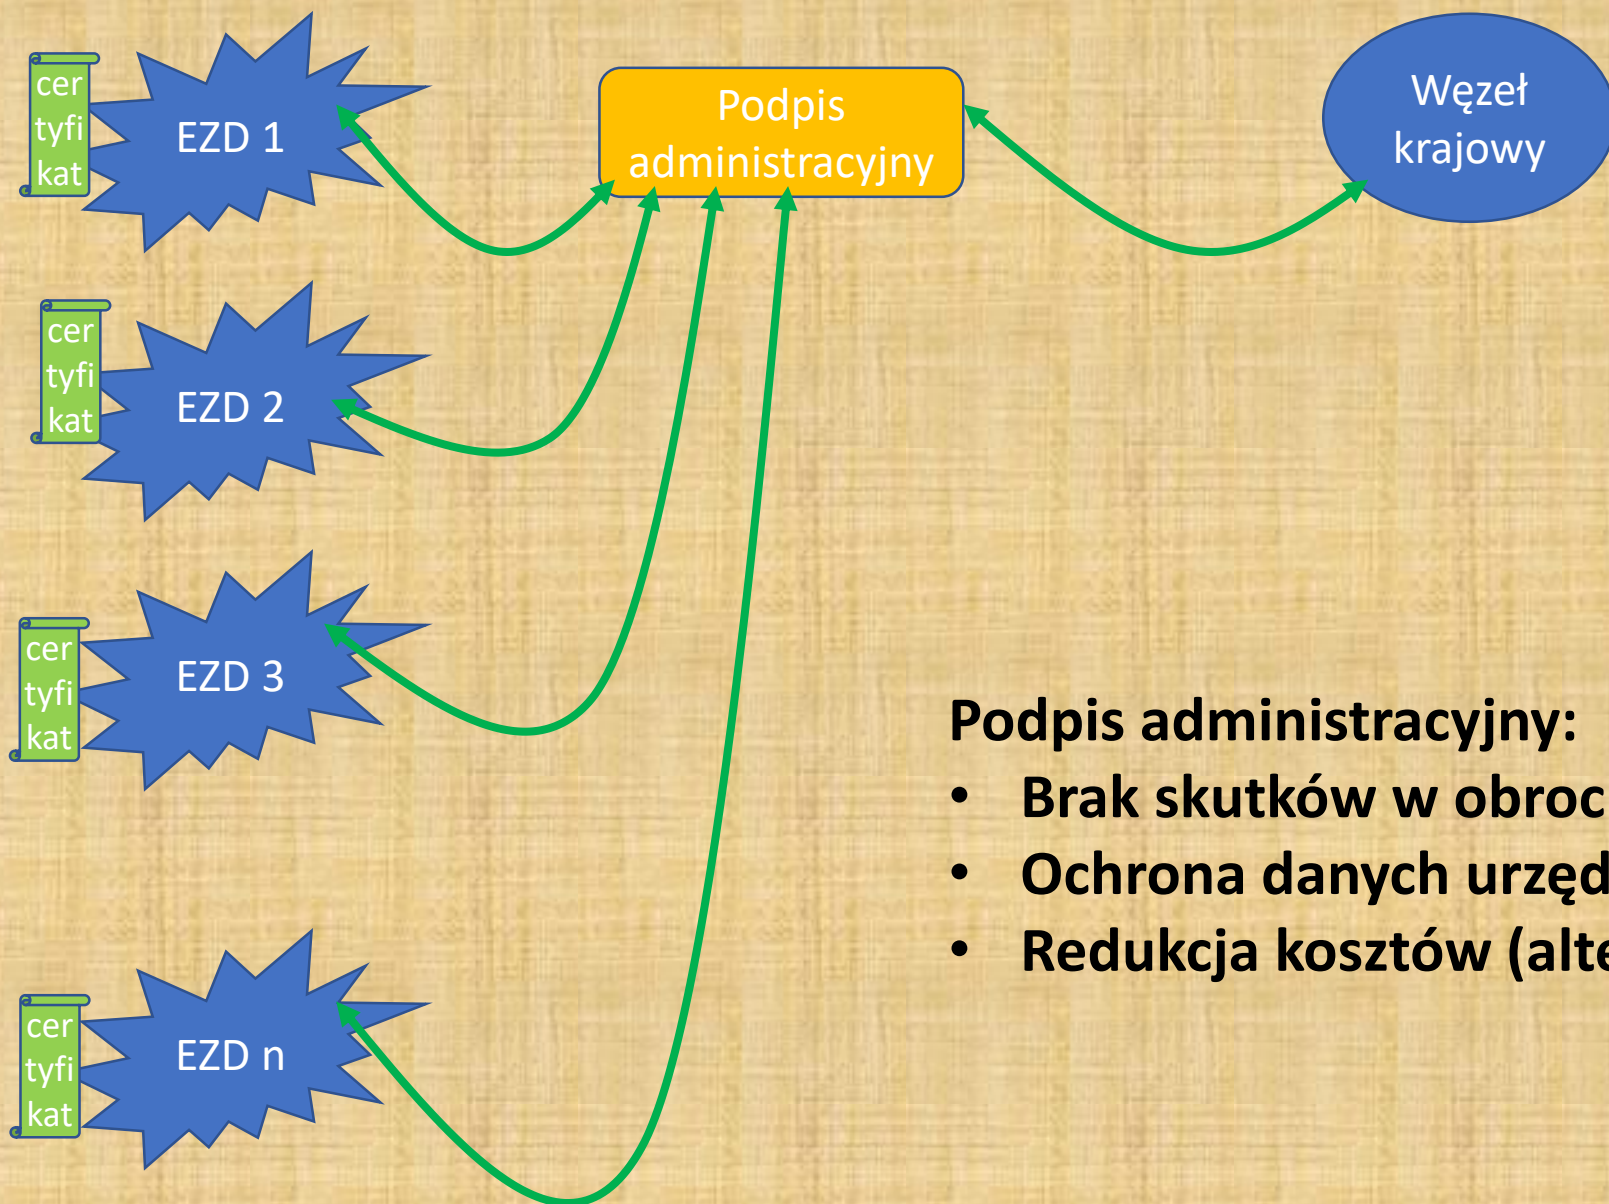 cer
tyfi
kat
EZD 1
Podpis
administracyjny
Węzeł
krajowy
cer
tyfi
kat
EZD 2
cer
tyfi
kat
EZD 3
Podpis administracyjny:
• Brak skutków w obroc
• Ochrona danych urzęd
• Redukcja kosztów (alte
cer
tyfi
kat
EZD n